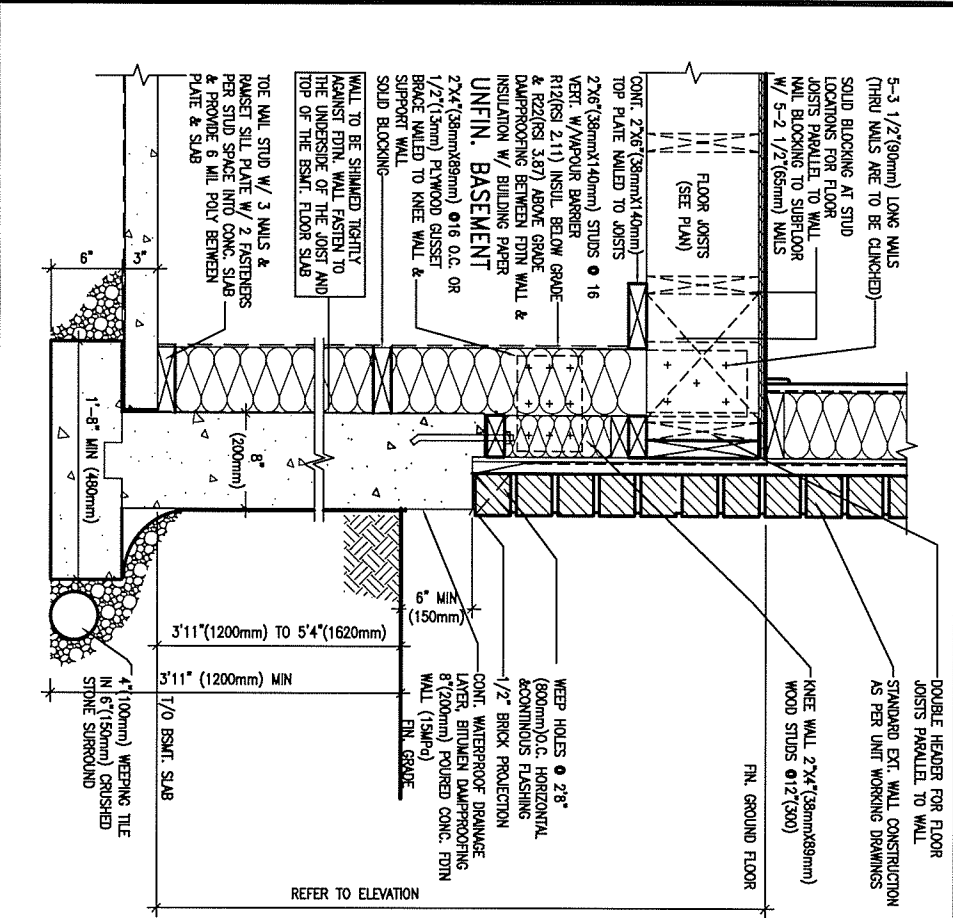 5-3 1/2"(90mm) LONG NAILS
(THRU NAILS ARE TO BE CLINCHED)
SOLID BLOCKING AT STUD
LOCATIONS FOR FLOOR
JOISTS PARALLEL TO WALL
NAIL BLOCKING TO SUBFLOOR
W/ 5-2 1/2"(65mm) NAILS
FLOOR JOISTS
(SEE PLAN)
CONT. 2"X6"(38mmX140mm)
TOP PLATE NAILED TO JOISTS
2"X6"(38mmX140mm) STUDS @ 16
VERT. W/VAPOUR BARRIER
R12(RSI 2.11) INSUL BELOW GRADE
& R22(RSI 3.87) ABOVE GRADE
DAMPPROOFING BETWEEN FDTN WALL &
INSULATION W/ BUILDING PAPER
UNFIN. BASEMENT
2"X4"(38mmX89mm) @16 O.C. OR
1/2"(13mm) PLYWOOD GUSSET
BRACE NAILED TO KNEE WALL &
SUPPORT WALL
SOLID BLOCKING
WALL TO BE SHIMMED TIGHTLY
AGAINST FDTN. WALL FASTEN TO
THE UNDERSIDE OF THE JOIST AND
TOP OF THE BSMT. FLOOR SLAB
TOE NAIL STUD W/ 3 NAILS &
RAMSET SILL PLATE W/ 2 FASTENERS
PER STUD SPACE INTO CONC. SLAB
& PROVIDE 6 MIL POLY BETWEEN
PLATE & SLAB
6"
3"
1'-8" MIN (480mm)
8"
(200mm)
6" MIN
(150mm)
3'11"(1200mm) TO 5'4"(1620mm)
3'11" (1200mm) MIN
REFER TO ELEVATION
DOUBLE HEADER FOR FLOOR
JOISTS PARALLEL TO WALL
STANDARD EXT. WALL CONSTRUCTION
AS PER UNIT WORKING DRAWINGS
KNEE WALL 2"X4"(38mmX89mm)
WOOD STUDS @12"(300)
FIN. GROUND FLOOR
WEEP HOLES @ 2'8"
(800mm)O.C. HORIZONTAL
&CONTINOUS FLASHING
1/2" BRICK PROJECTION
CONT. WATERPROOF DRAINAGE
LAYER, BITUMEN DAMPPROOFING
8"(200mm) POURED CONC. FDTN
WALL (15MPa)
FIN. GRADE
T/O BSMT. SLAB
4"(100mm) WEEPING TILE
IN 6"(150mm) CRUSHED
STONE SURROUND